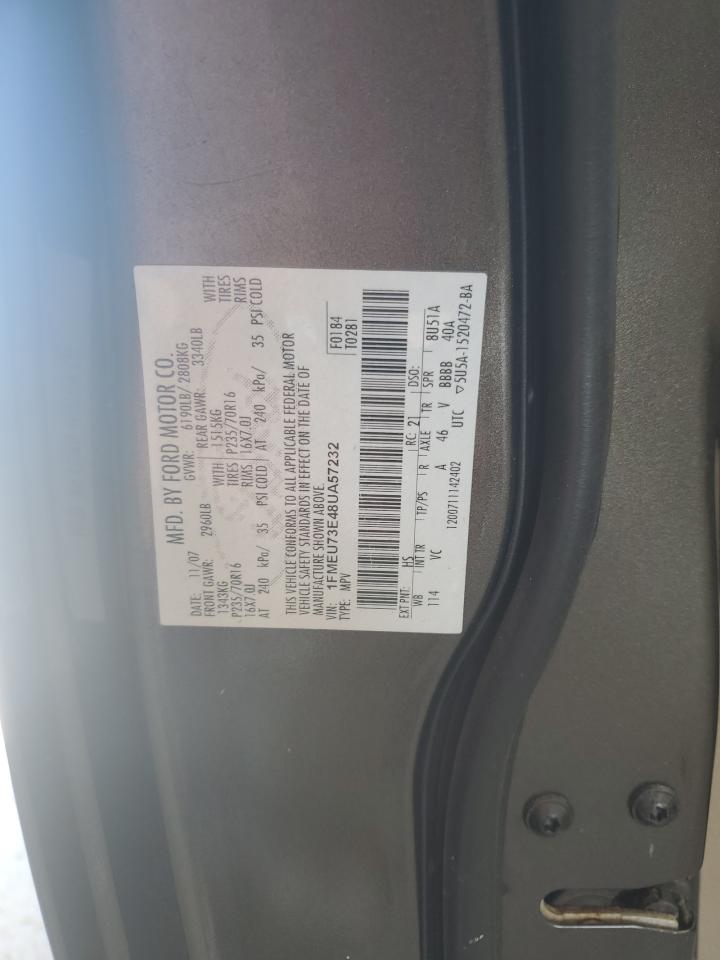 MFD. BY FORD MOTOR CO.
DATE: 11/07 GVWR: 6190LB/ 2808KG
FRONT GAWR: 2960LB REAR GAWR: 3340LB
1343KG WITH 1515KG WITH
P235/70R16 TIRES P235/70R16 TIRES
16X7.0J RIMS 16X7.0J RIMS
AT 240 kPa/ 35 PSI COLD AT 240 kPa/ 35 PSI COLD
THIS VEHICLE CONFORMS TO ALL APPLICABLE FEDERAL MOTOR
VEHICLE SAFETY STANDARDS IN EFFECT ON THE DATE OF
MANUFACTURE SHOWN ABOVE.
VIN: 1FMEU73E48UA57232 F0184
TYPE: MPV T0281
EXT PNT: HS RC: 21 DSO:
WB INT TR TP/PS R AXLE TR SPR 8U51A
114 VC A 46 V BBBB 40A
1200711142402 UTC ▽5U5A-1520472-BA